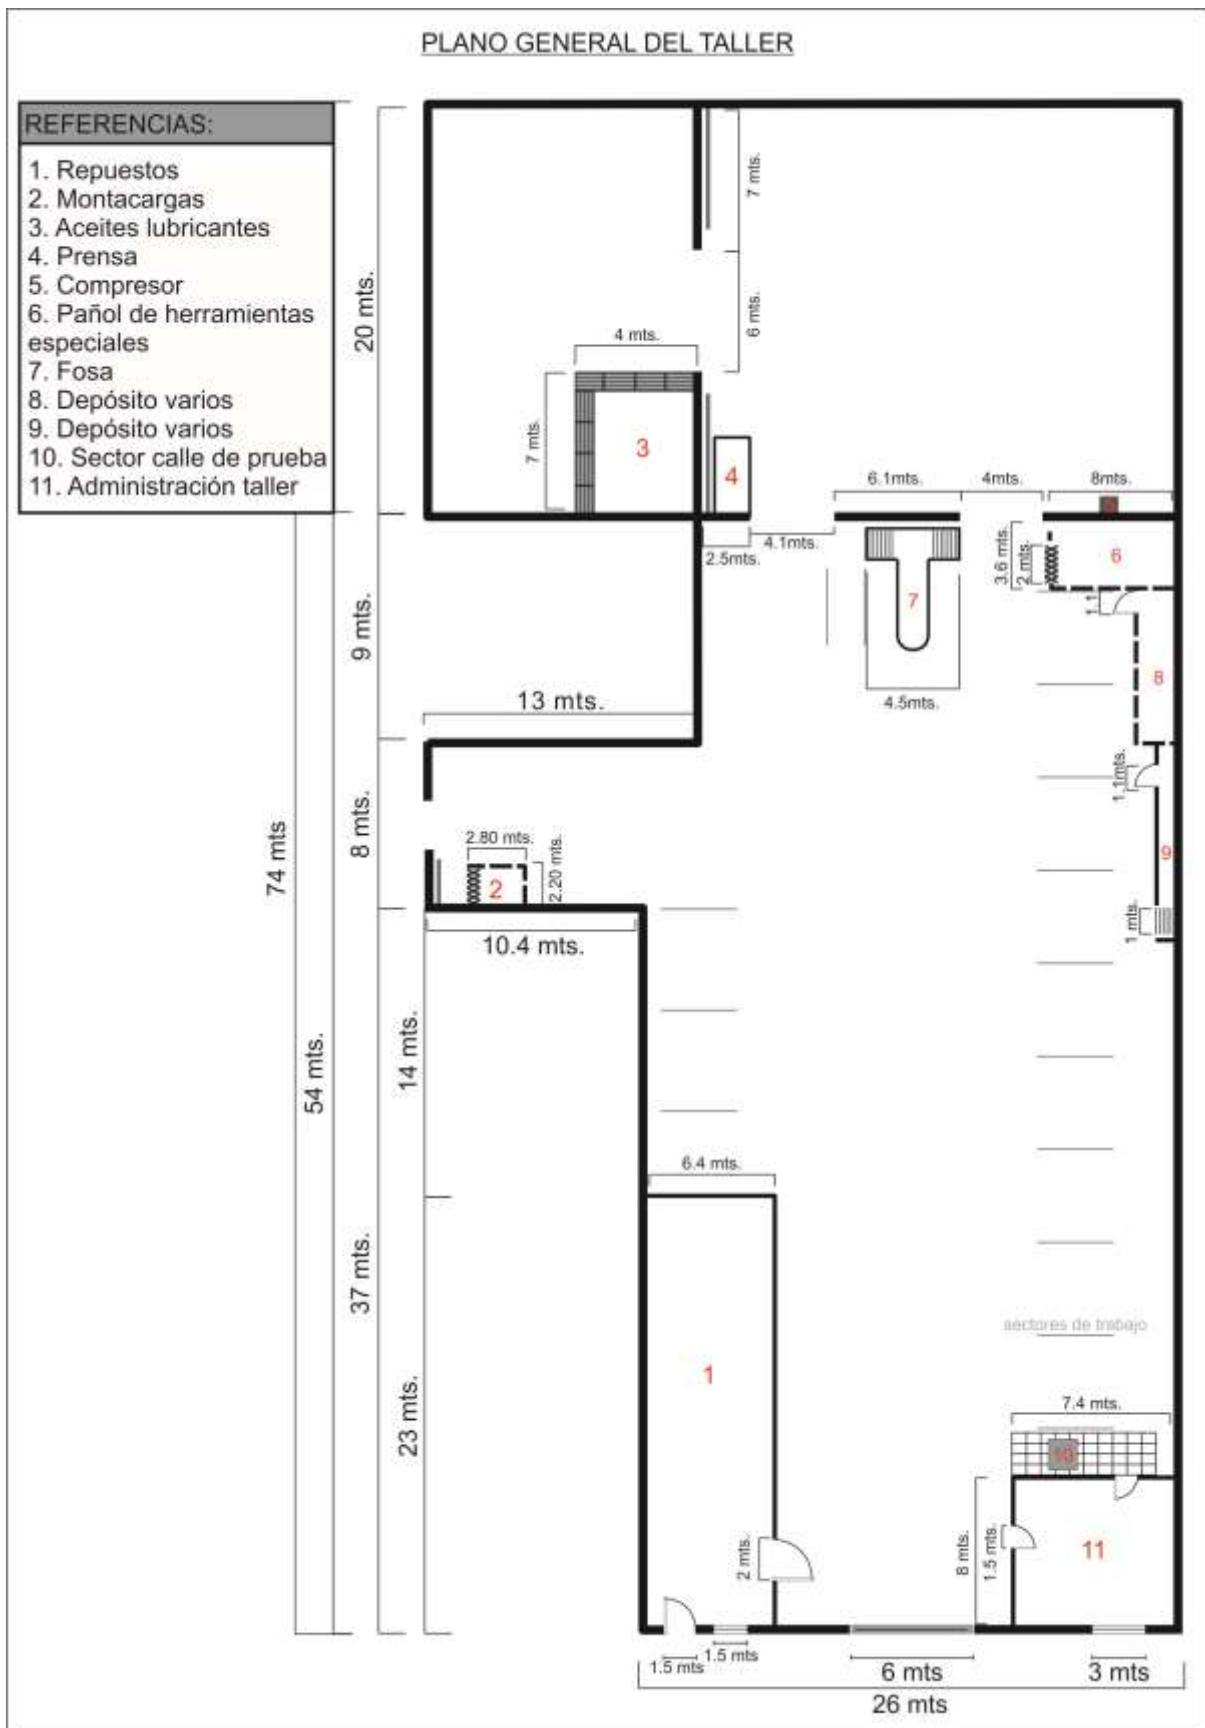 PLANO GENERAL DEL TALLER
REFERENCIAS:
1. Repuestos
2. Montacargas
3. Aceites lubricantes
4. Prensa
5. Compresor
6. Pañol de herramientas
especiales
7. Fosa
8. Depósito varios
9. Depósito varios
10. Sector calle de prueba
11. Administración taller
7 mts.
20 mts.
6 mts.
4 mts.
7 mts.
3
4
6.1mts.
4mts.
8mts.
2.5mts.
4.1mts.
3.6 mts.
2 mts.
6
7
1.1
9 mts.
8
13 mts.
4.5mts.
1.1mts.
74 mts
8 mts.
2.80 mts.
2.20 mts.
2
9
1 mts.
10.4 mts.
54 mts.
14 mts.
6.4 mts.
37 mts.
sectores de trabajo
1
23 mts.
7.4 mts.
10
2 mts.
8 mts.
1.5 mts.
11
1.5 mts
1.5 mts.
6 mts
3 mts
26 mts